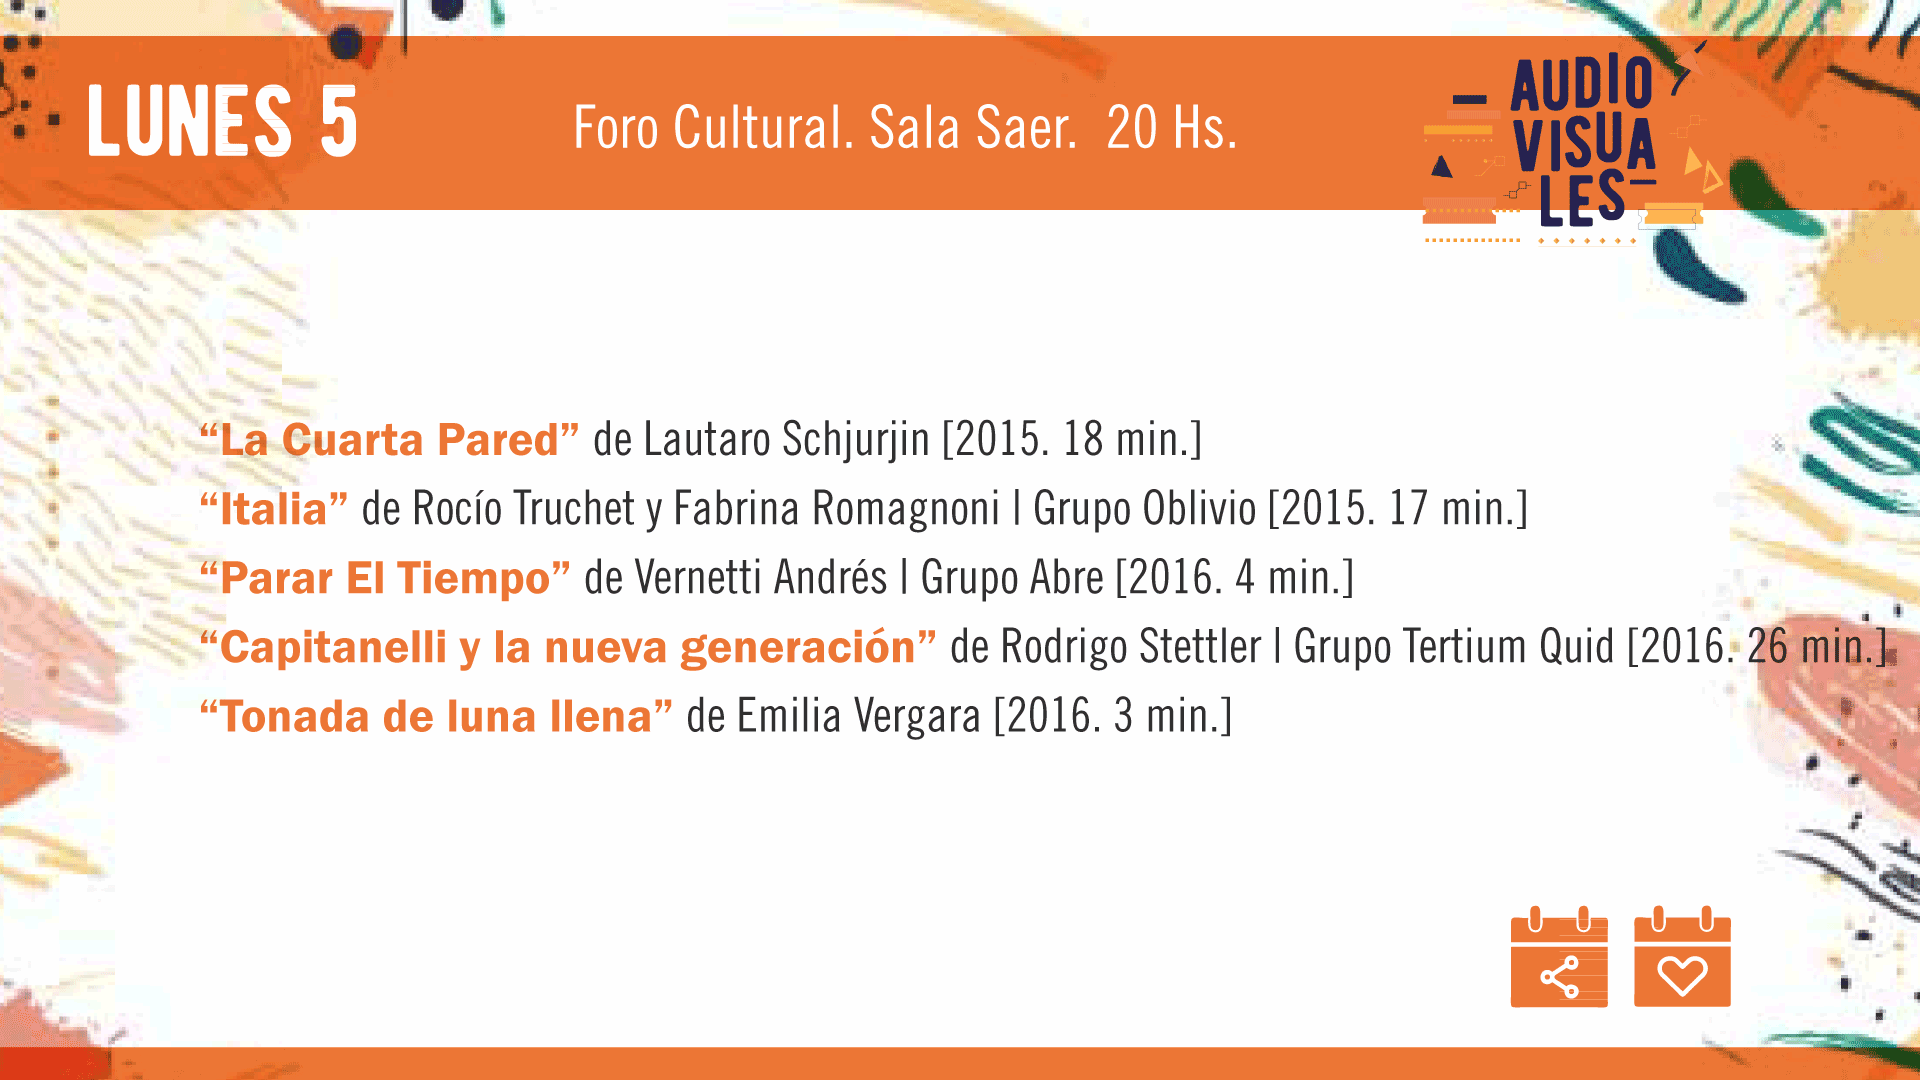 LUNES 5
Foro Cultural. Sala Saer. 20 Hs.
AUDIO
VISUA
LES
“La Cuarta Pared” de Lautaro Schjurjin [2015. 18 min.]
“Italia” de Rocío Truchet y Fabrina Romagnoni | Grupo Oblivio [2015. 17 min.]
“Parar El Tiempo” de Vernetti Andrés | Grupo Abre [2016. 4 min.]
“Capitanelli y la nueva generación” de Rodrigo Stettler | Grupo Tertium Quid [2016. 26 min.]
“Tonada de luna llena” de Emilia Vergara [2016. 3 min.]